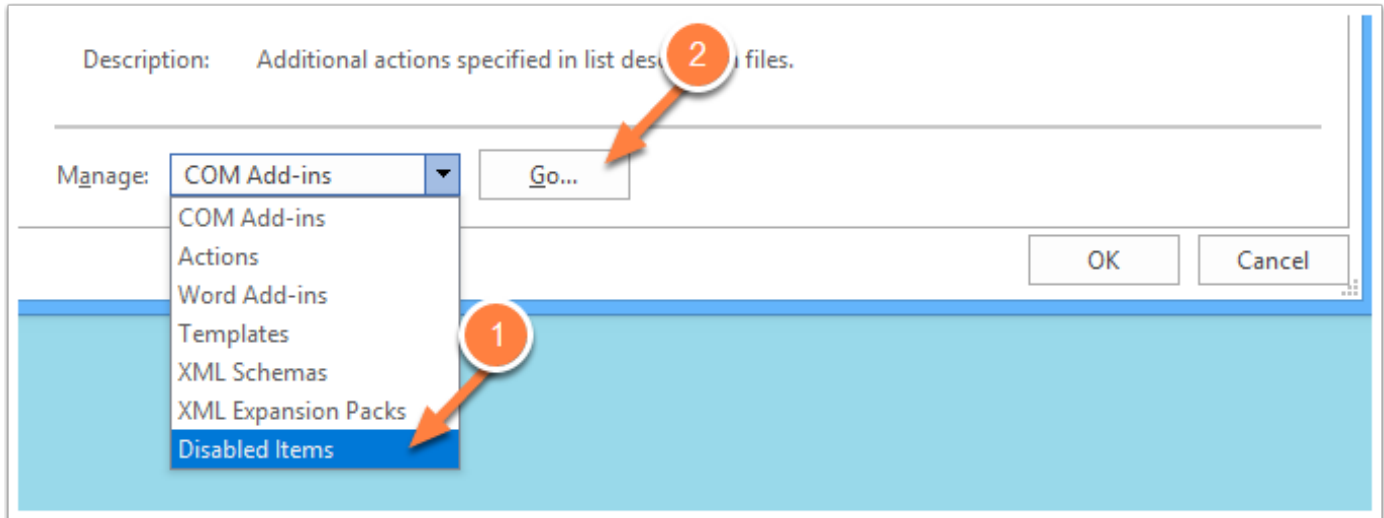 2
Description: Additional actions specified in list des files.
Manage: COM Add-ins Go...
COM Add-ins
Actions
OK Cancel
Word Add-ins
Templates
1
XML Schemas
XML Expansion Packs
Disabled Items